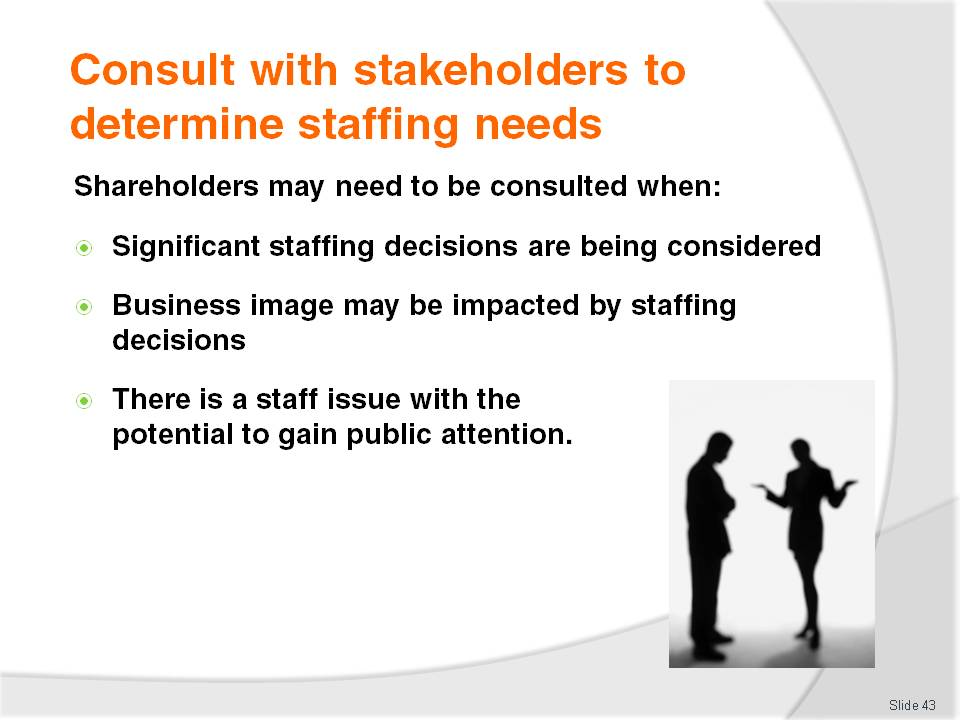 Consult with stakeholders to
determine staffing needs
Shareholders may need to be consulted when:
Significant staffing decisions are being considered
Business image may be impacted by staffing
decisions
There is a staff issue with the
potential to gain public attention.
Slide 43